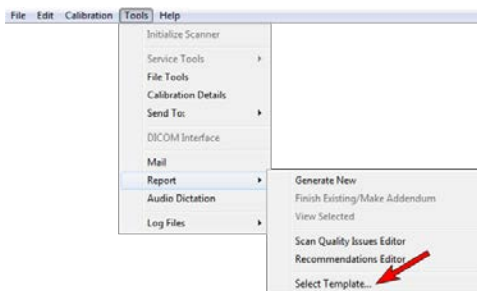 File Edit Calibration Tools Help
Initialize Scanner
Service Tools
File Tools
Calibration Details
Send To:
DICOM Interface
Mail
Report
Audio Dictation
Log Files
Generate New
Finish Existing/Make Addendum
View Selected
Scan Quality Issues Editor
Recommendations Editor
Select Template...